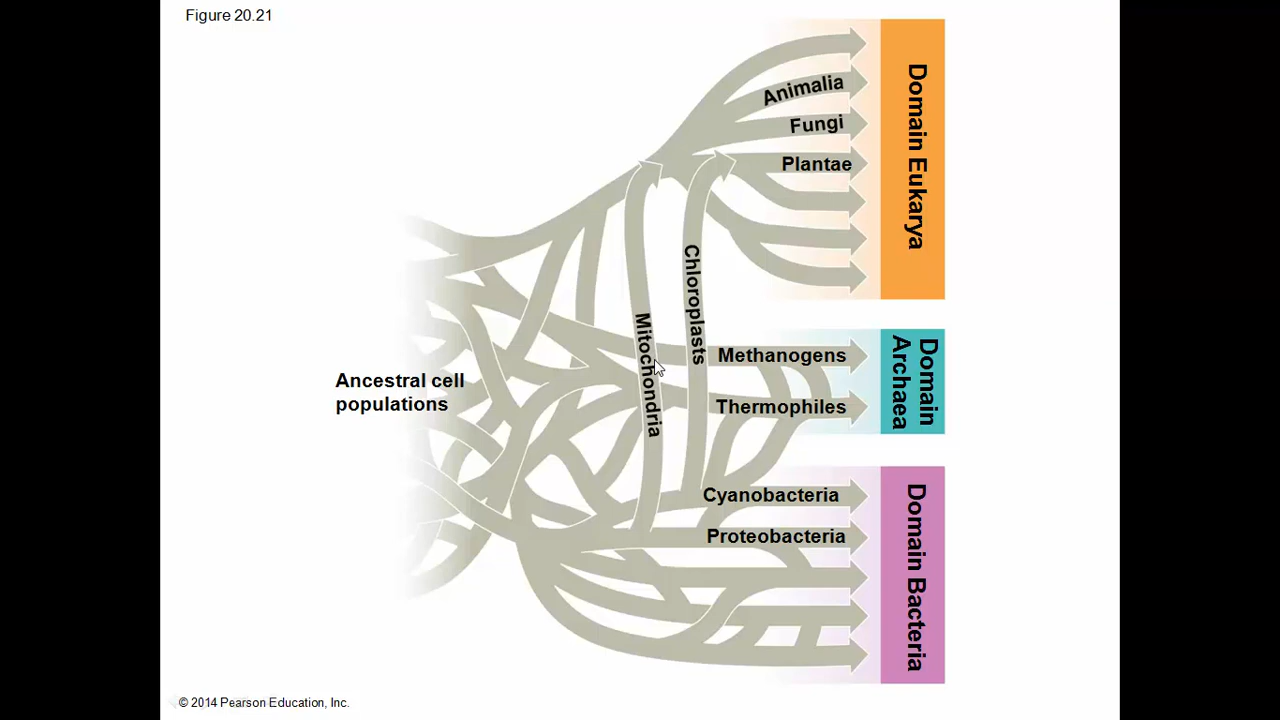 Figure 20.21
Animalia
Fungi
Plantae
Domain Eukarya
Chloroplasts
Mitochondria
Methanogens
Thermophiles
Domain
Archaea
Ancestral cell
populations
Cyanobacteria
Proteobacteria
Domain Bacteria
© 2014 Pearson Education, Inc.